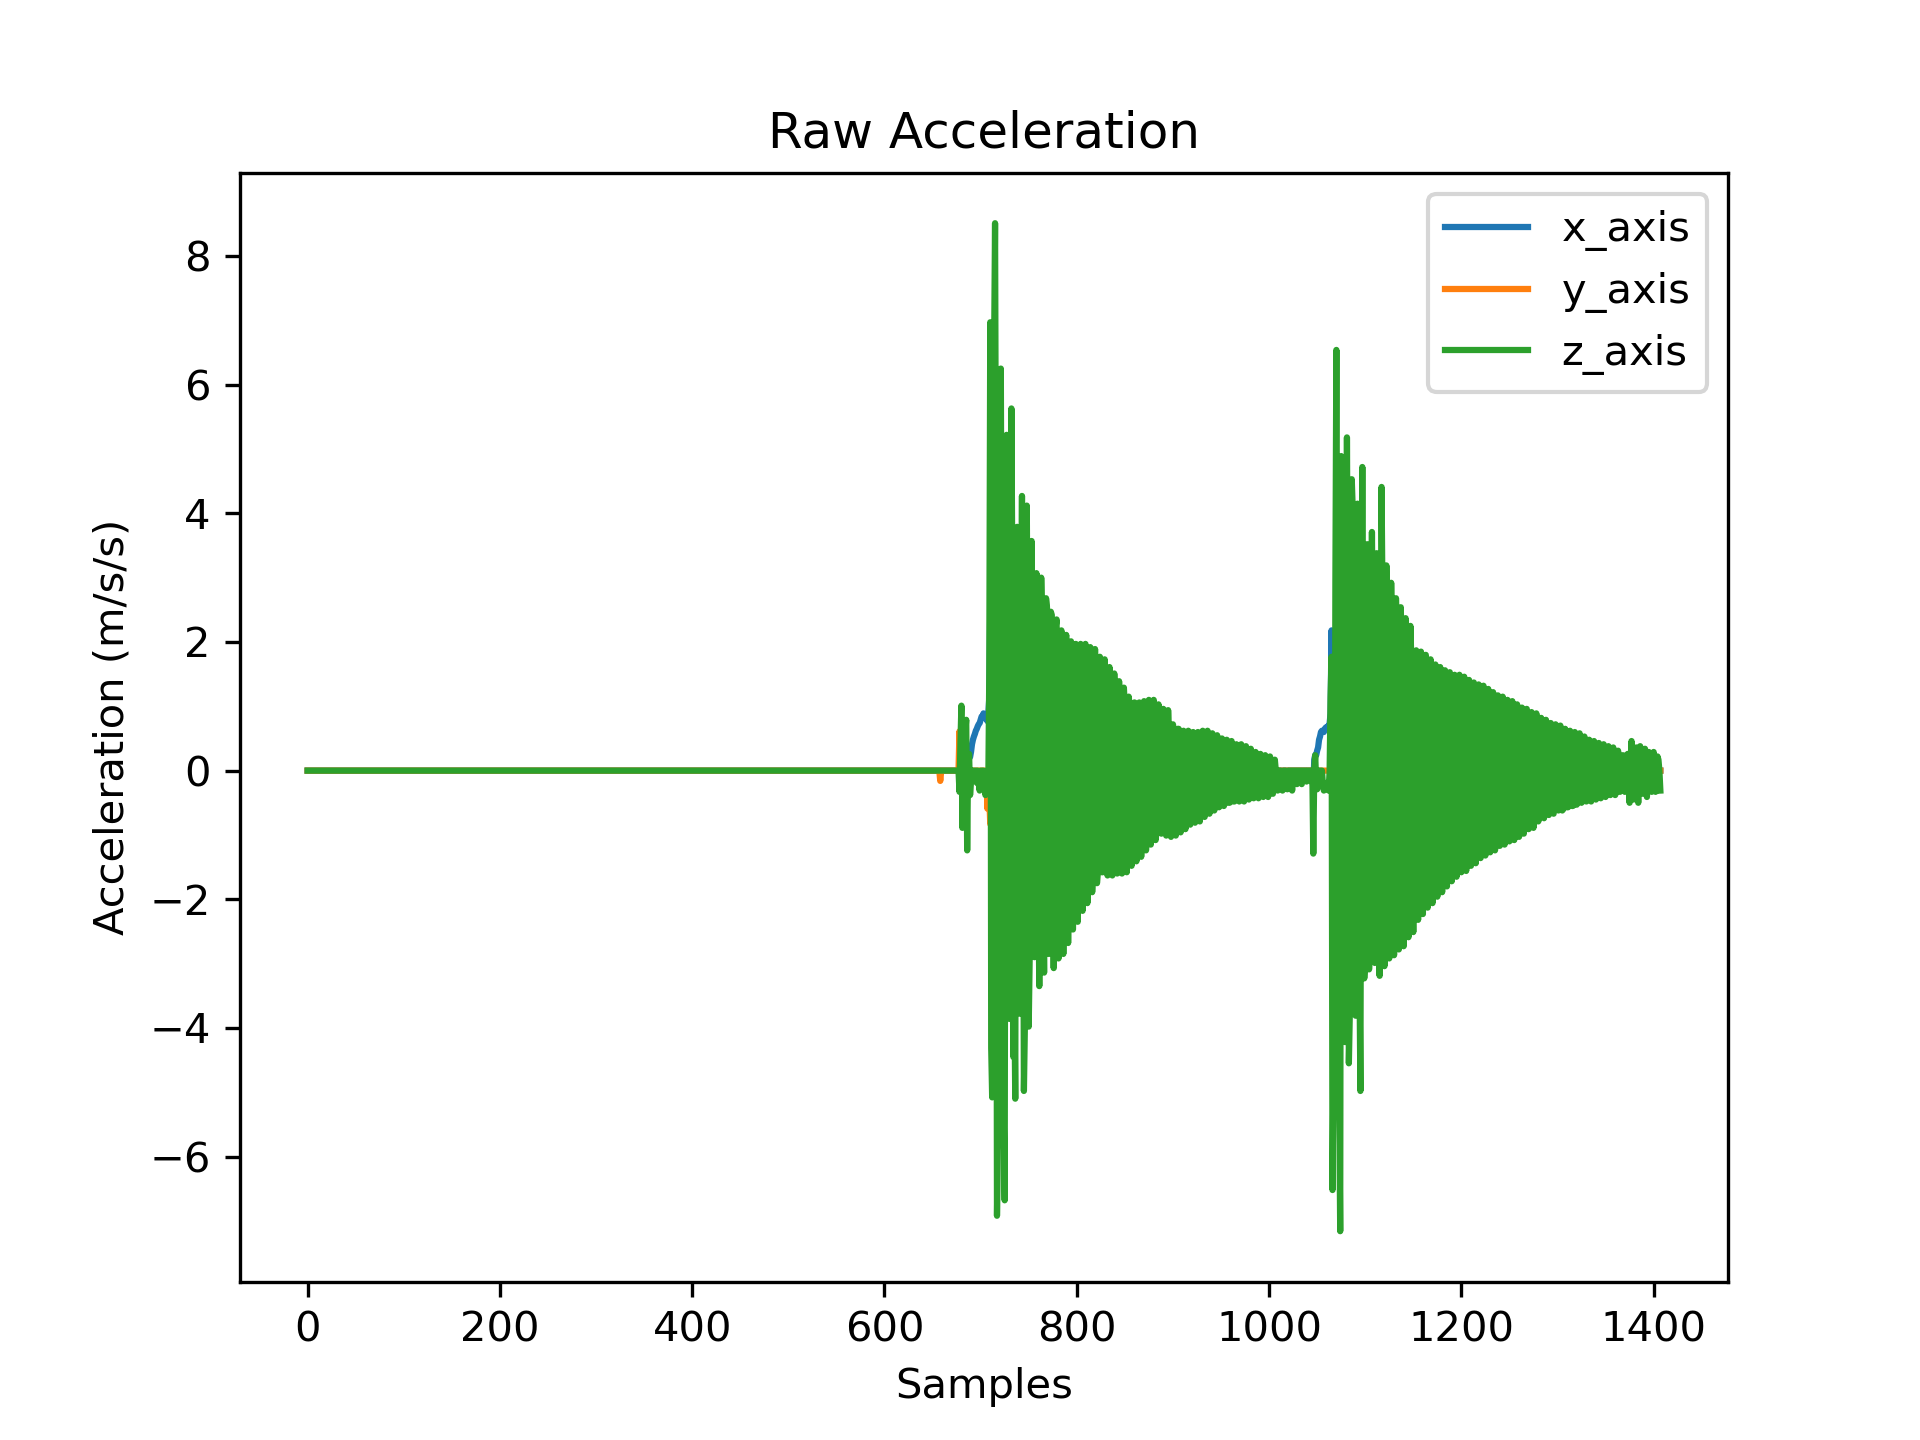 Raw Acceleration
x_axis
y_axis
z_axis
8
6
4
2
0
−2
−4
−6
Acceleration (m/s/s)
0 200 400 600 800 1000 1200 1400
Samples